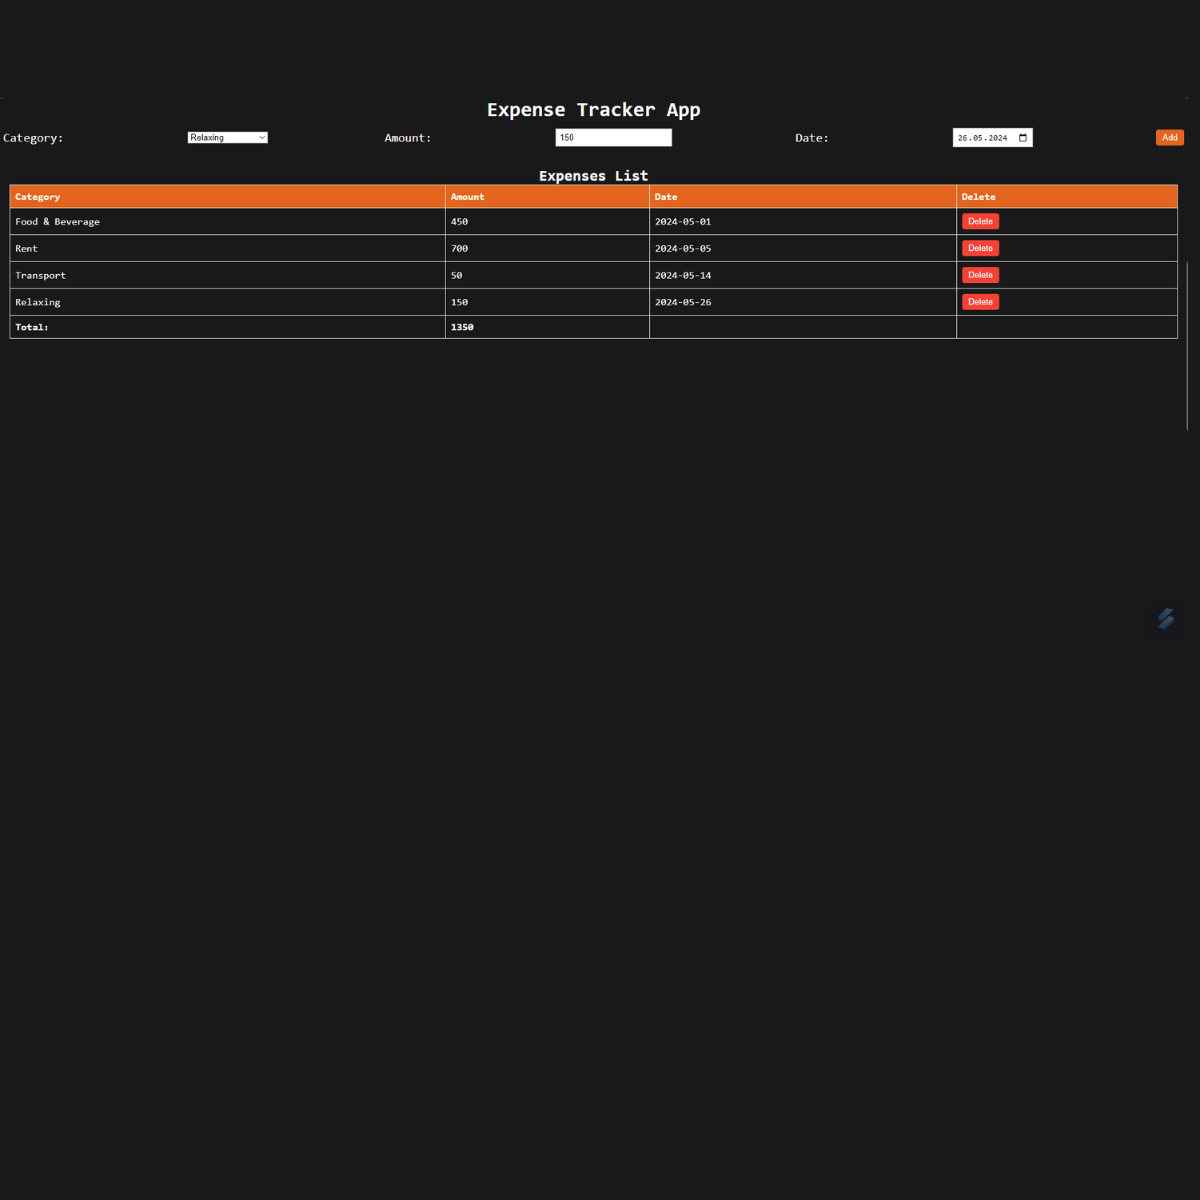 Expense Tracker App
Category: Relaxing Amount: 150 Date: 26.05.2024 Add
Expenses List
Category Amount Date Delete
Food & Beverage 450 2024-05-01 Delete
Rent 700 2024-05-05 Delete
Transport 50 2024-05-14 Delete
Relaxing 150 2024-05-26 Delete
Total: 1350